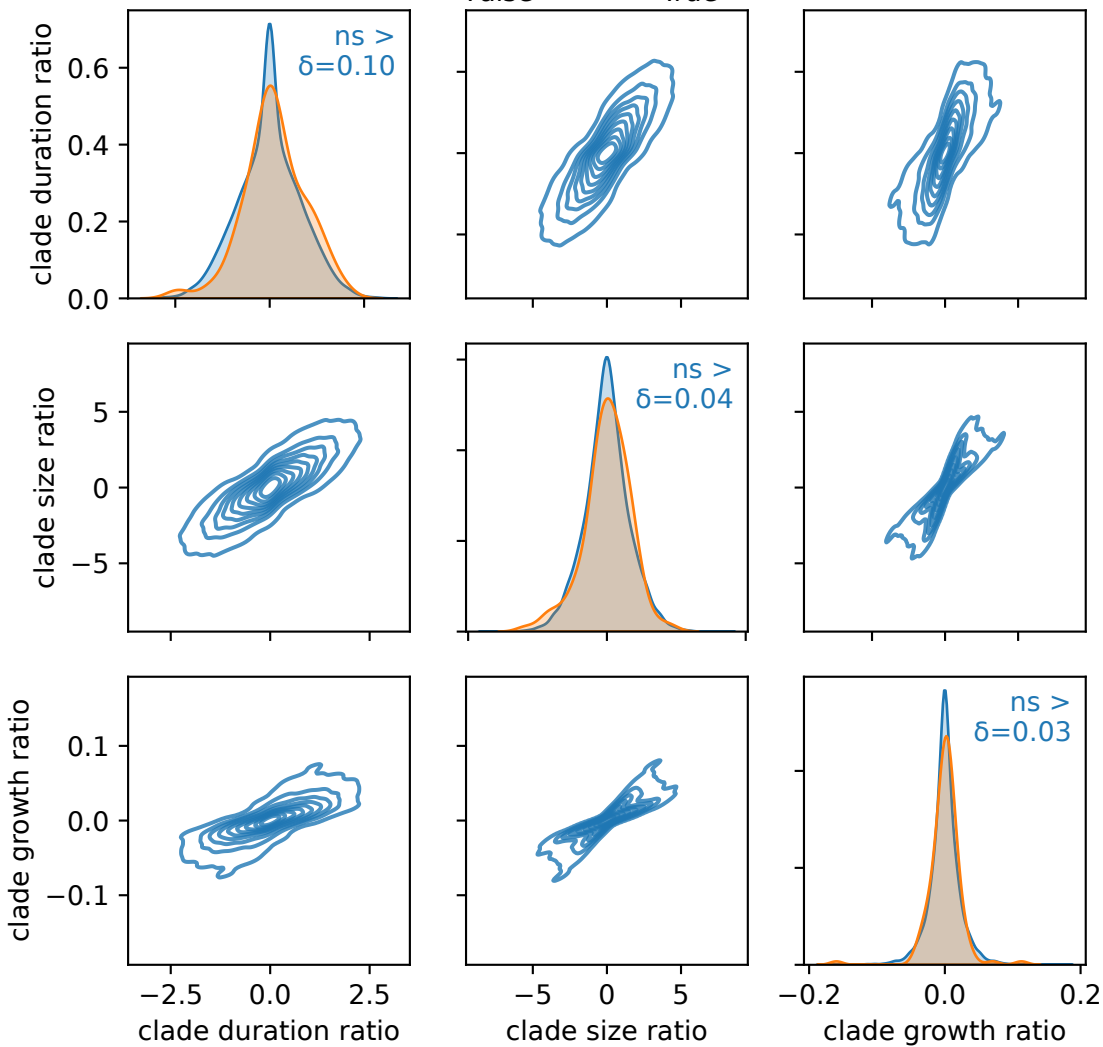 clade duration ratio
0.6
0.4
0.2
0.0
ns >
δ=0.10
clade size ratio
5
0
−5
ns >
δ=0.04
clade growth ratio
0.1
0.0
−0.1
ns >
δ=0.03
−2.5 0.0 2.5
−5 0 5
−0.2 0.0 0.2
clade duration ratio
clade size ratio
clade growth ratio